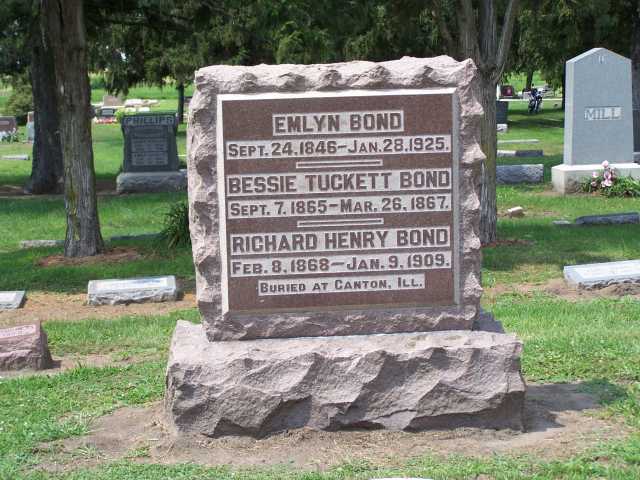 EMLYN BOND
SEPT. 24. 1846–JAN. 28. 1925.
BESSIE TUCKETT BOND
SEPT. 7. 1865–MAR. 26. 1867.
RICHARD HENRY BOND
FEB. 8. 1868–JAN. 9. 1909.
BURIED AT CANTON, ILL.
PHILLIPS
MILL